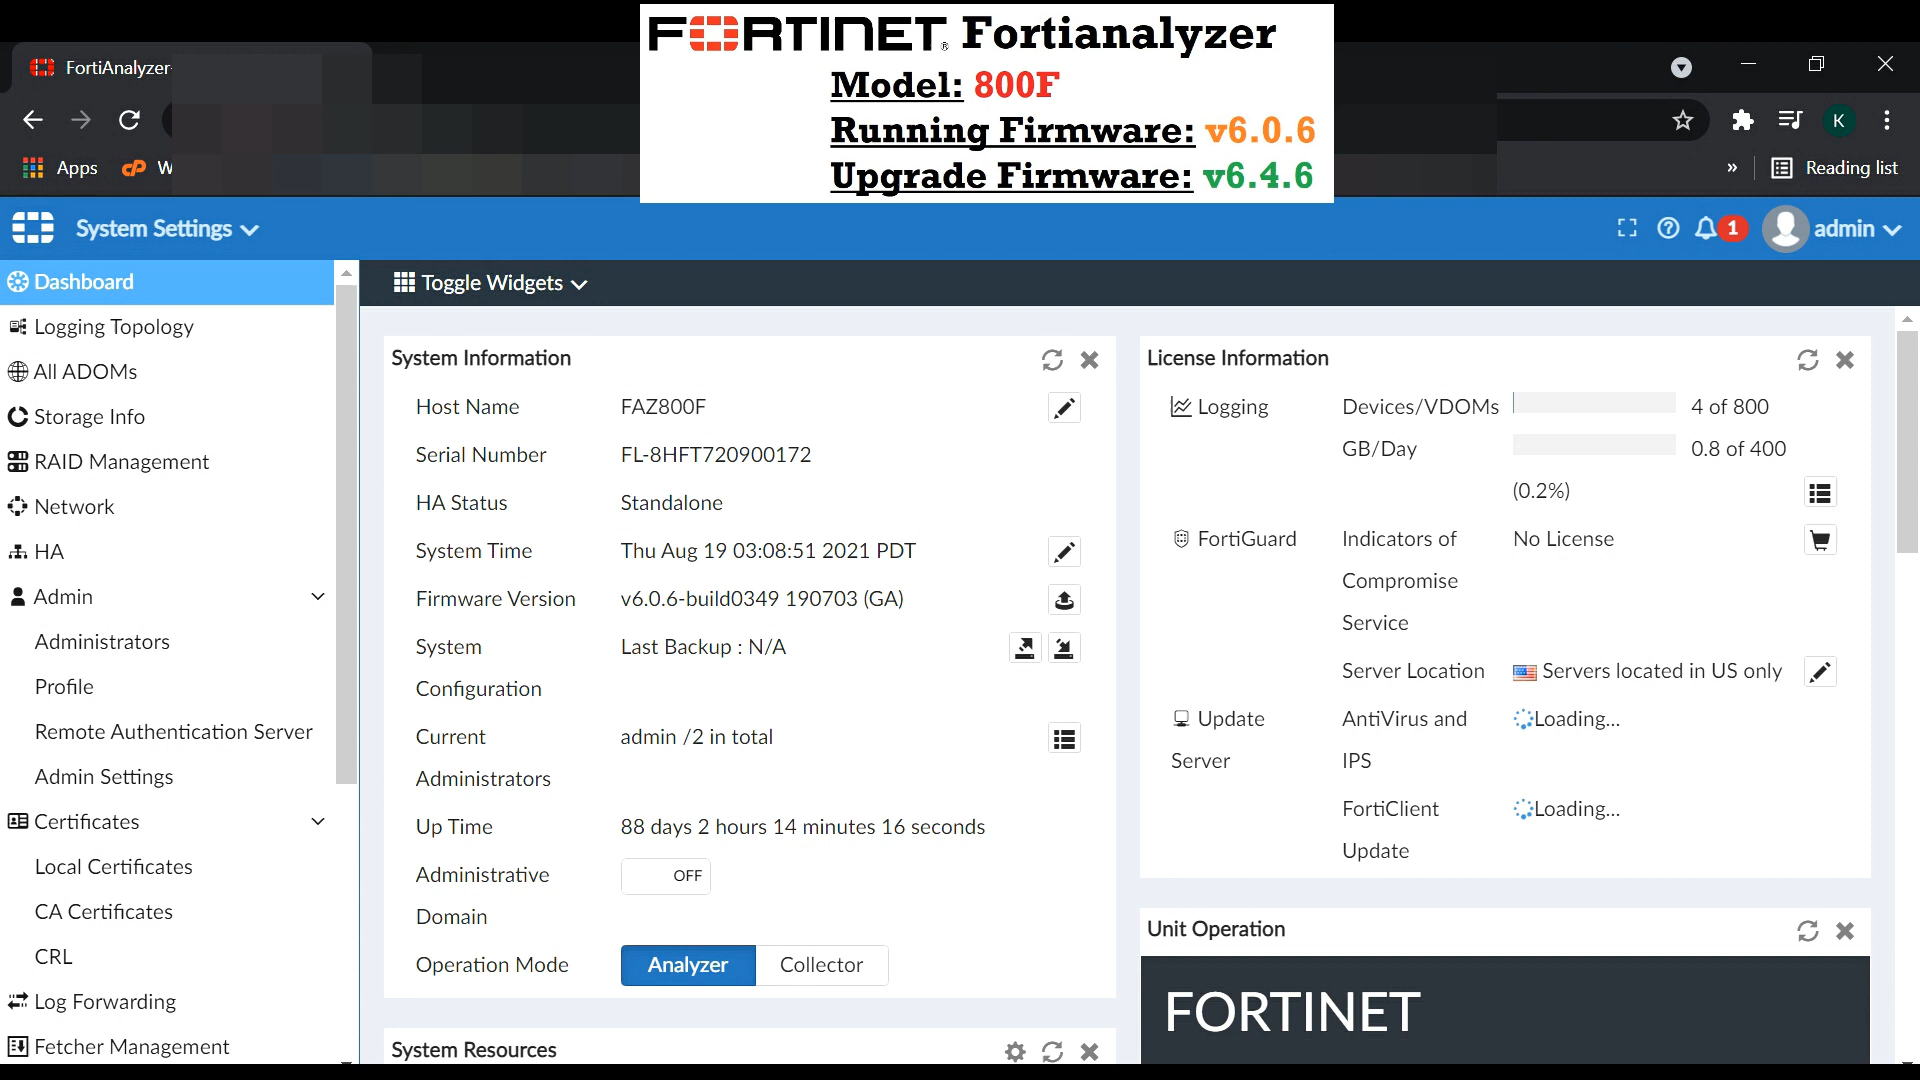 FORTINET® Fortianalyzer
Model: 800F
Running Firmware: v6.0.6
Upgrade Firmware: v6.4.6
FortiAnalyzer-
K
Apps
cP W
» Reading list
System Settings
1
admin
Dashboard
Logging Topology
All ADOMs
Storage Info
RAID Management
Network
HA
Admin
Administrators
Profile
Remote Authentication Server
Admin Settings
Certificates
Local Certificates
CA Certificates
CRL
Log Forwarding
Fetcher Management
Toggle Widgets
System Information
Host Name FAZ800F
Serial Number FL-8HFT720900172
HA Status Standalone
System Time Thu Aug 19 03:08:51 2021 PDT
Firmware Version v6.0.6-build0349 190703 (GA)
System Last Backup : N/A
Configuration
Current admin /2 in total
Administrators
Up Time 88 days 2 hours 14 minutes 16 seconds
Administrative OFF
Domain
Operation Mode Analyzer Collector
System Resources
License Information
Logging Devices/VDOMs 4 of 800
GB/Day 0.8 of 400
(0.2%)
FortiGuard Indicators of No License
Compromise
Service
Server Location Servers located in US only
Update AntiVirus and Loading...
Server IPS
FortiClient Loading...
Update
Unit Operation
FORTINET